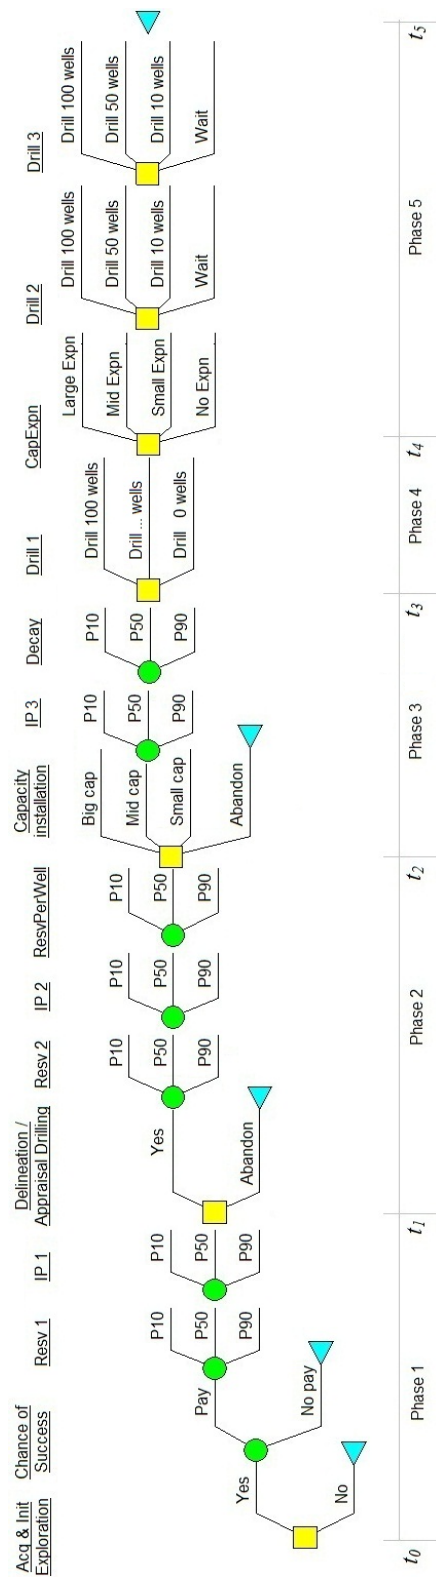 Acq & Init
Exploration
Chance of
Success
Resv 1
IP 1
Delineation /
Appraisal Drilling
Resv 2
IP 2
ResvPerWell
Capacity
installation
IP 3
Decay
Drill 1
CapExpn
Drill 2
Drill 3
Yes
No
Pay
No pay
P10
P50
P90
P10
P50
P90
Yes
Abandon
P10
P50
P90
P10
P50
P90
P10
P50
P90
Big cap
Mid cap
Small cap
Abandon
P10
P50
P90
P10
P50
P90
Drill 100 wells
Drill ... wells
Drill 0 wells
Large Expn
Mid Expn
Small Expn
No Expn
Drill 100 wells
Drill 50 wells
Drill 10 wells
Wait
Drill 100 wells
Drill 50 wells
Drill 10 wells
Wait
Phase 1
Phase 2
Phase 3
Phase 4
Phase 5
t0
t1
t2
t3
t4
t5